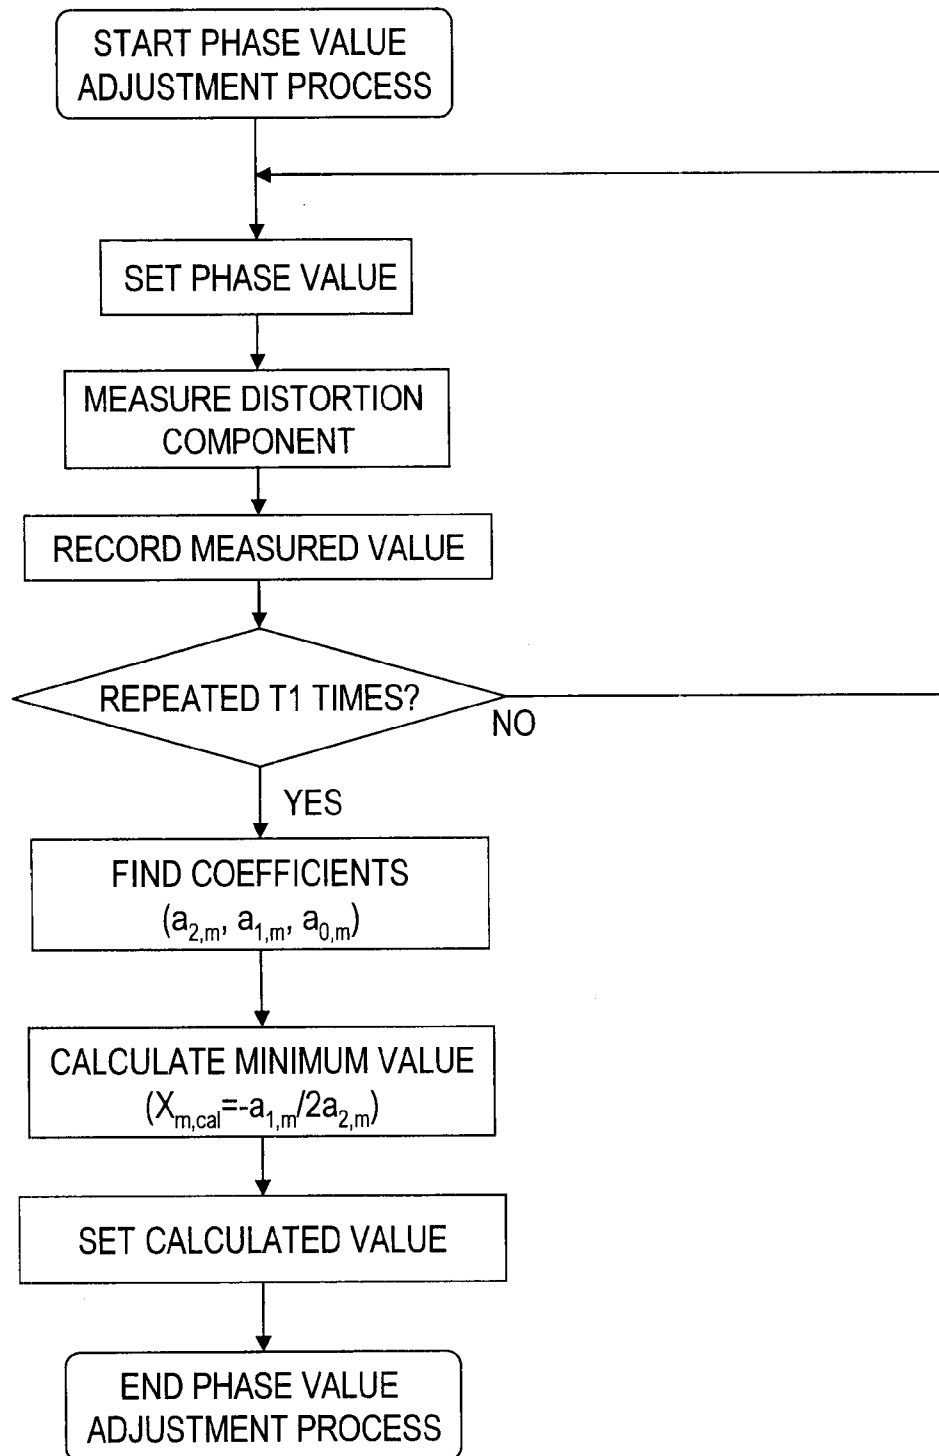 START PHASE VALUE
ADJUSTMENT PROCESS
SET PHASE VALUE
MEASURE DISTORTION
COMPONENT
RECORD MEASURED VALUE
REPEATED T1 TIMES?
NO
YES
FIND COEFFICIENTS
(a2,m, a1,m, a0,m)
CALCULATE MINIMUM VALUE
(Xm,cal=-a1,m/2a2,m)
SET CALCULATED VALUE
END PHASE VALUE
ADJUSTMENT PROCESS